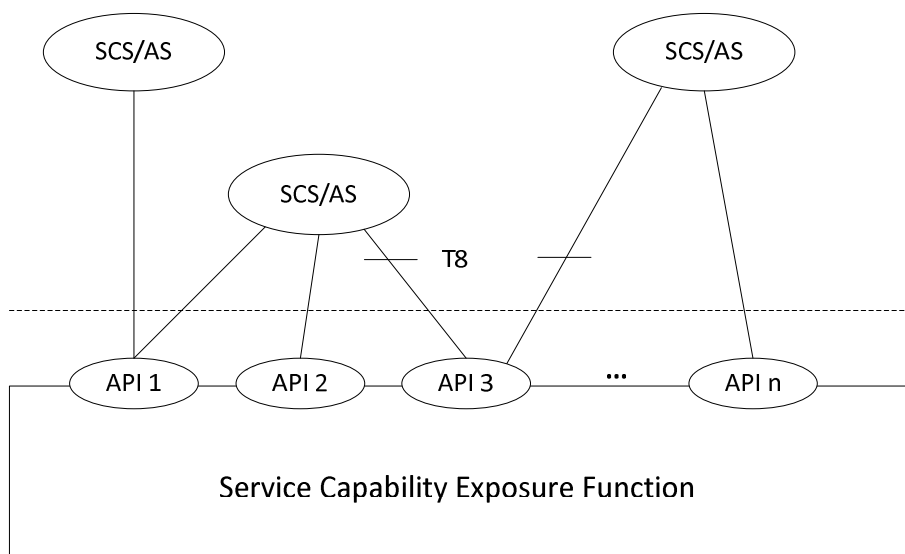 SCS/AS
SCS/AS
SCS/AS
T8
API 1
API 2
API 3
...
API n
Service Capability Exposure Function